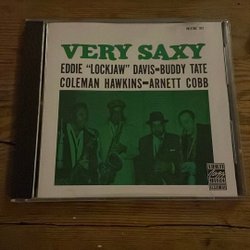 VERY SAXY
EDDIE "LOCKJAW" DAVIS-BUDDY TATE
COLEMAN HAWKINS-ARNETT COBB